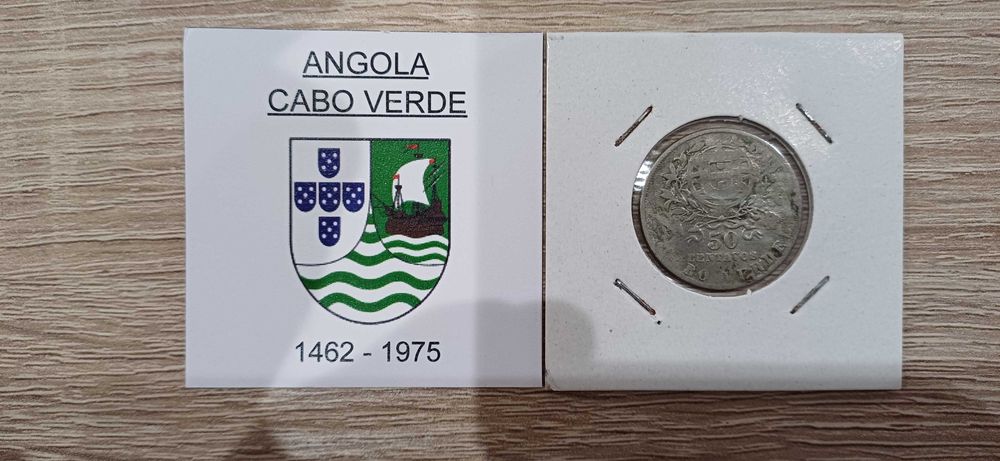 ANGOLA
CABO VERDE
1462 - 1975
50
CENTAVOS